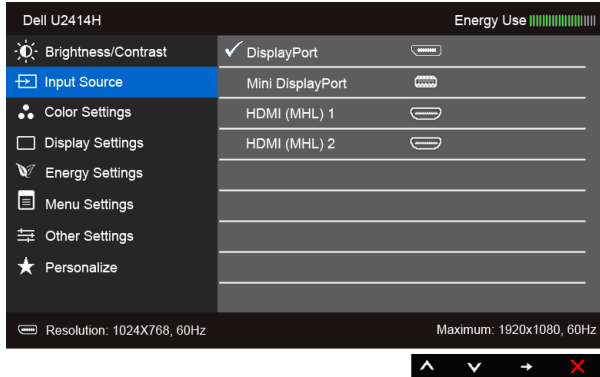 Dell U2414H
Energy Use
Brightness/Contrast
DisplayPort
Input Source
Mini DisplayPort
Color Settings
HDMI (MHL) 1
Display Settings
HDMI (MHL) 2
Energy Settings
Menu Settings
Other Settings
Personalize
Resolution: 1024X768, 60Hz
Maximum: 1920x1080, 60Hz